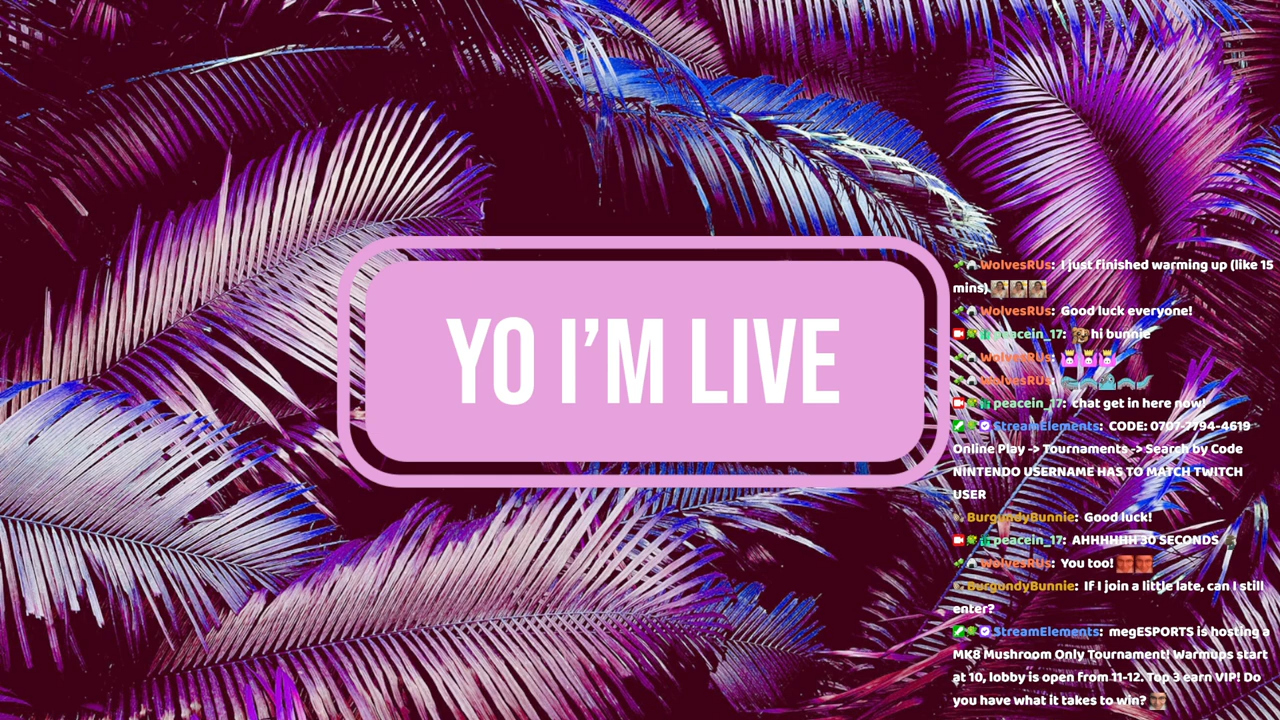 YO I'M LIVE
WolvesRUs: I just finished warming up (like 15
mins)
WolvesRUs: Good luck everyone!
peacein_17: hi bunnie
WolvesRUs:
WolvesRUs:
peacein_17: chat get in here now!
StreamElements: CODE: 0707-7794-4619
Online Play -> Tournaments -> Search by Code
NINTENDO USERNAME HAS TO MATCH TWITCH
USER
BurgundyBunnie: Good luck!
peacein_17: AHHHHHH 30 SECONDS
WolvesRUs: You too!
BurgundyBunnie: If I join a little late, can I still
enter?
StreamElements: megESPORTS is hosting a
MK8 Mushroom Only Tournament! Warmups start
at 10, lobby is open from 11-12. Top 3 earn VIP! Do
you have what it takes to win?